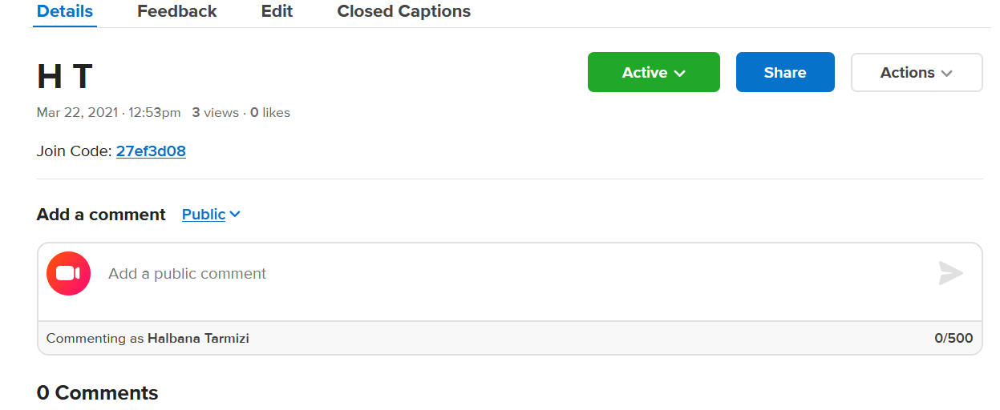 Details Feedback Edit Closed Captions
H T
Active Share Actions
Mar 22, 2021 · 12:53pm 3 views · 0 likes
Join Code: 27ef3d08
Add a comment Public
Add a public comment
Commenting as Halbana Tarmizi 0/500
0 Comments